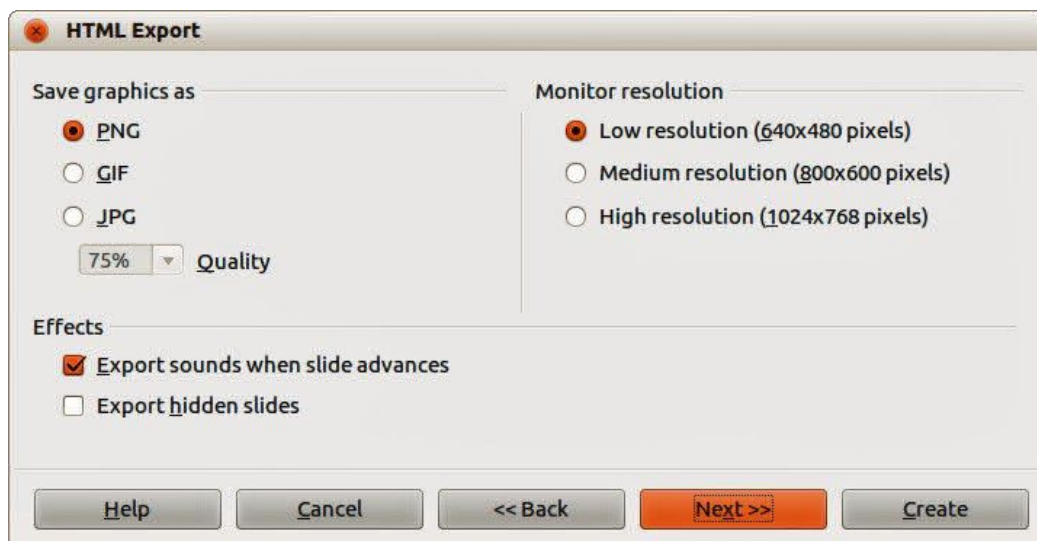 HTML Export
Save graphics as
PNG
GIF
JPG
75% Quality
Monitor resolution
Low resolution (640x480 pixels)
Medium resolution (800x600 pixels)
High resolution (1024x768 pixels)
Effects
Export sounds when slide advances
Export hidden slides
Help Cancel << Back Next >> Create